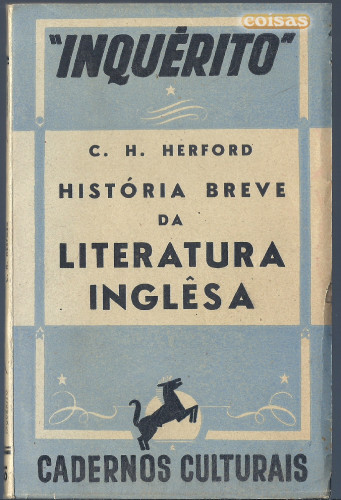 coisas
"INQUÉRITO"
C. H. HERFORD
HISTÓRIA BREVE
DA
LITERATURA
INGLÊSA
CADERNOS CULTURAIS